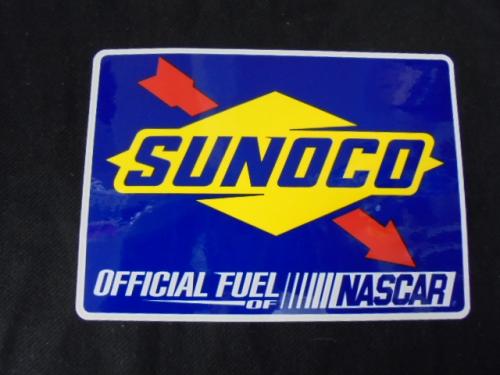 SUNOCO
OFFICIAL FUEL
OF NASCAR